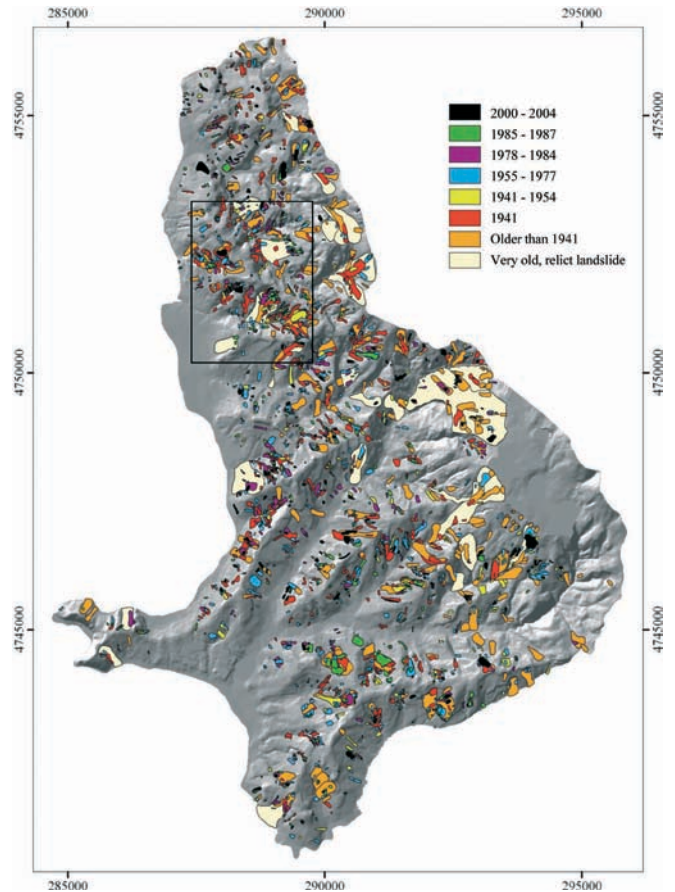 285000 290000 295000
4755000 4755000
2000 - 2004
1985 - 1987
1978 - 1984
1955 - 1977
1941 - 1954
1941
Older than 1941
Very old, relict landslide
4750000 4750000
4745000 4745000
285000 290000 295000